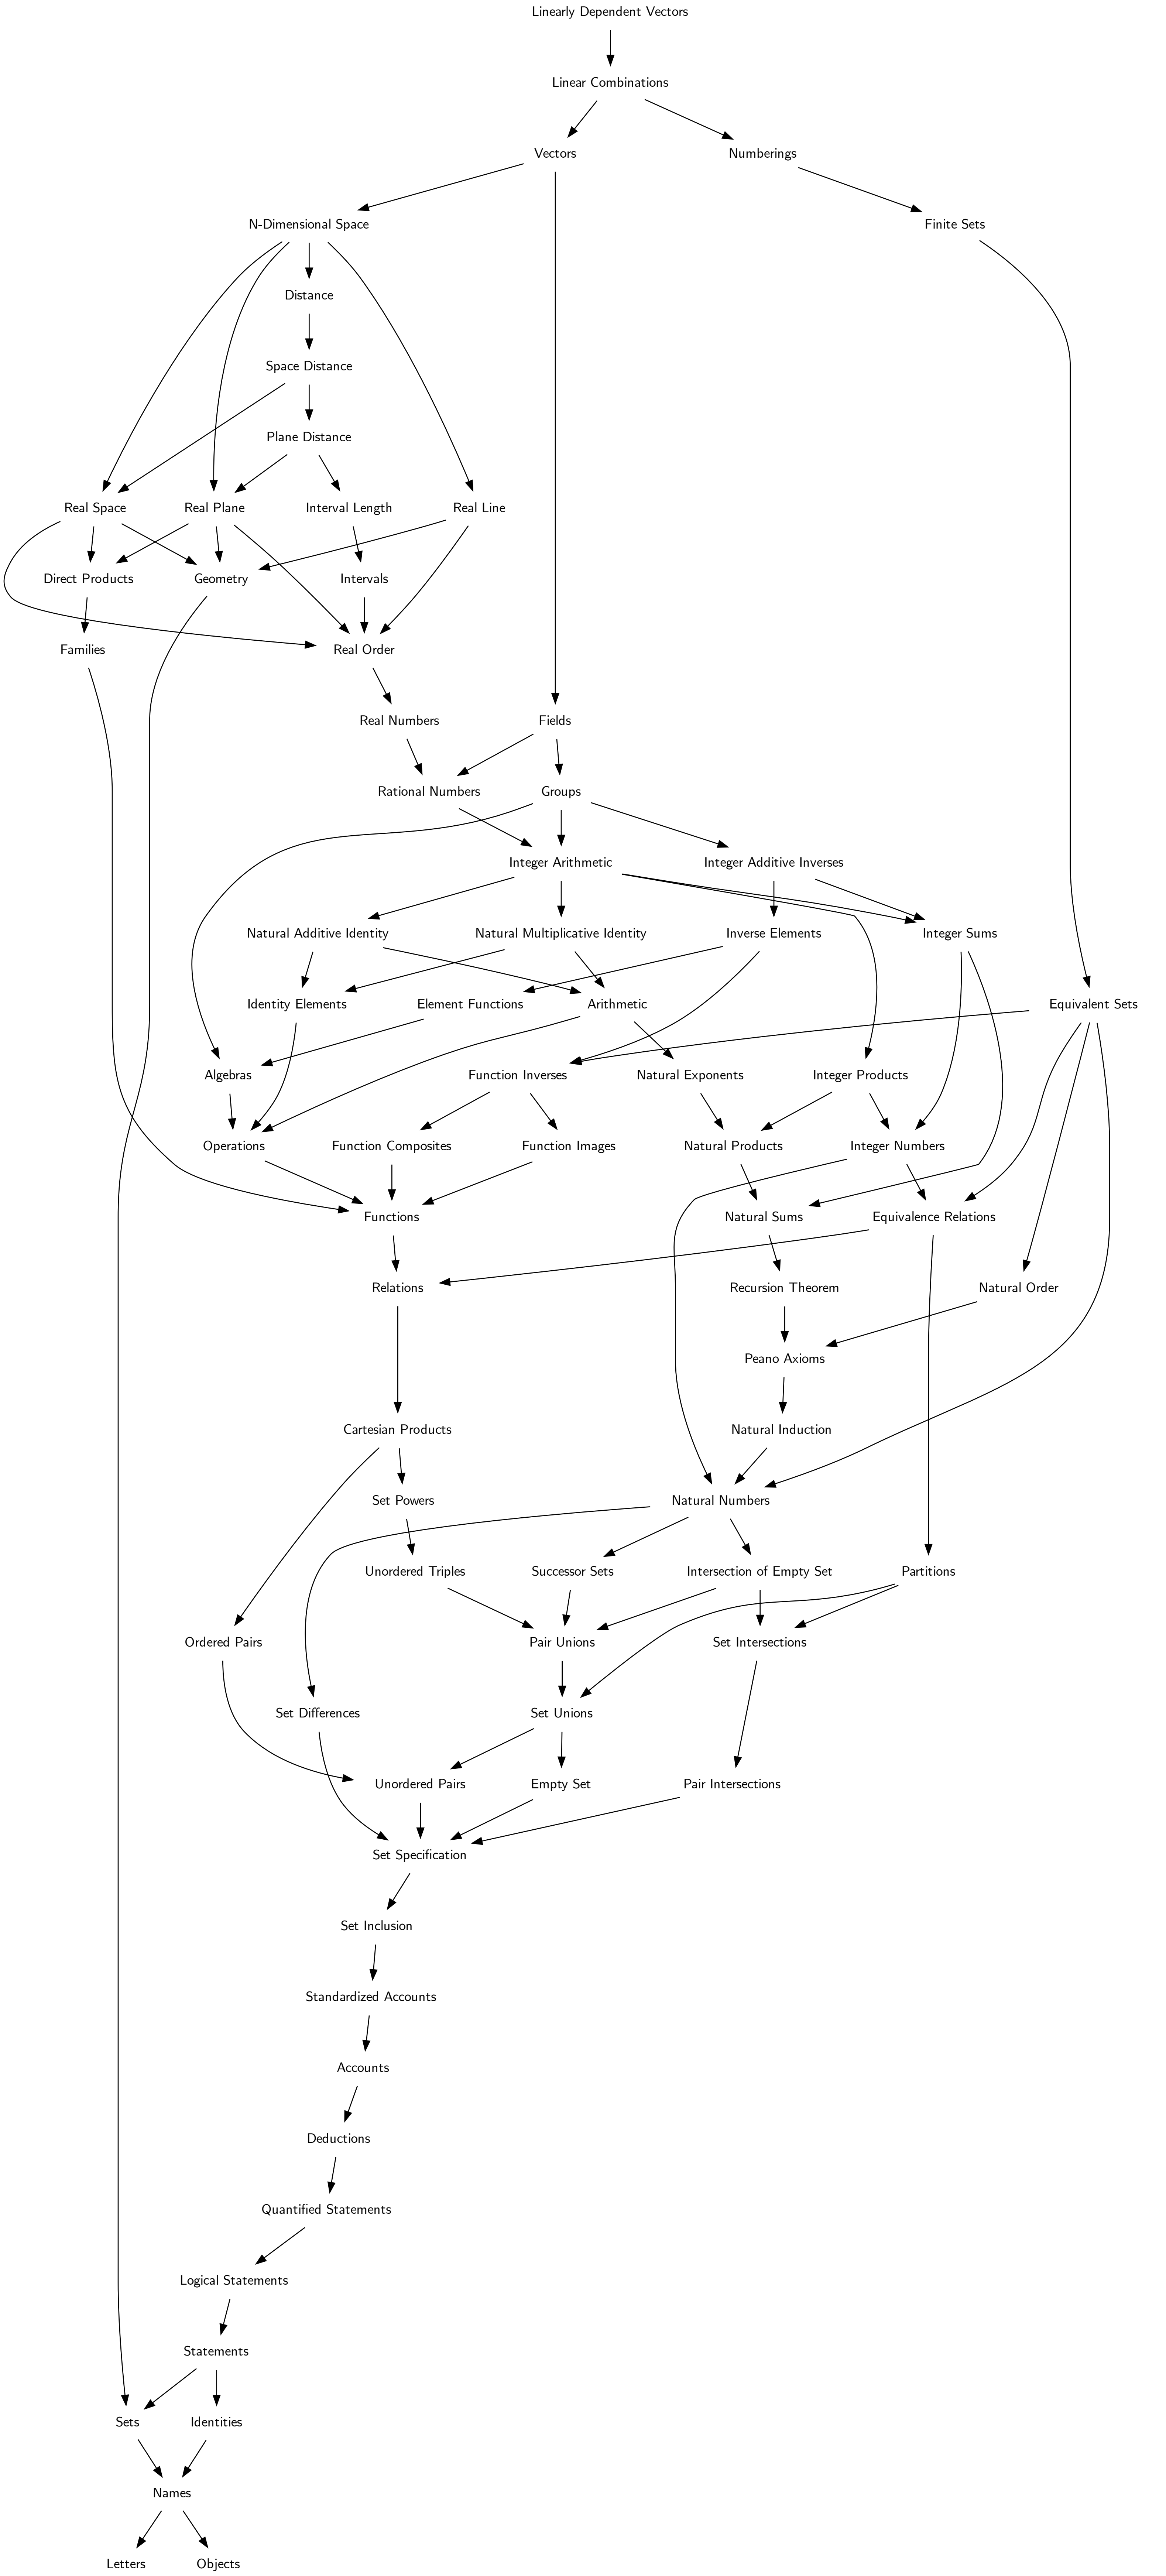 Linearly Dependent Vectors
Linear Combinations
Vectors
Numberings
N-Dimensional Space
Finite Sets
Distance
Space Distance
Plane Distance
Real Space
Real Plane
Interval Length
Real Line
Direct Products
Geometry
Intervals
Families
Real Order
Real Numbers
Fields
Rational Numbers
Groups
Integer Arithmetic
Integer Additive Inverses
Natural Additive Identity
Natural Multiplicative Identity
Inverse Elements
Integer Sums
Identity Elements
Element Functions
Arithmetic
Equivalent Sets
Algebras
Function Inverses
Natural Exponents
Integer Products
Operations
Function Composites
Function Images
Natural Products
Integer Numbers
Functions
Natural Sums
Equivalence Relations
Relations
Recursion Theorem
Natural Order
Peano Axioms
Cartesian Products
Natural Induction
Set Powers
Natural Numbers
Unordered Triples
Successor Sets
Intersection of Empty Set
Partitions
Ordered Pairs
Pair Unions
Set Intersections
Set Differences
Set Unions
Unordered Pairs
Empty Set
Pair Intersections
Set Specification
Set Inclusion
Standardized Accounts
Accounts
Deductions
Quantified Statements
Logical Statements
Statements
Sets
Identities
Names
Letters
Objects